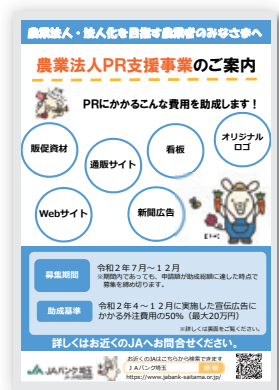 農業法人・法人化を目指す農業者のみなさまへ
農業法人PR支援事業のご案内
PRにかかるこんな費用を助成します！
販促資材
通販サイト
看板
オリジナル
ロゴ
Webサイト
新聞広告
募集期間
令和２年７月～１２月
※期間内であっても、申請額が助成総額に達した時点で
募集を締め切ります。
助成基準
令和２年４～１２月に実施した宣伝広告に
かかる外注費用の50%（最大20万円）
※詳しくは裏面をご覧ください。
詳しくはお近くのJAへお問合せください。
JAバンク埼玉
お近くのJAはこちらから検索できます
ＪＡバンク埼玉
検索
https://www.jabank-saitama.or.jp/